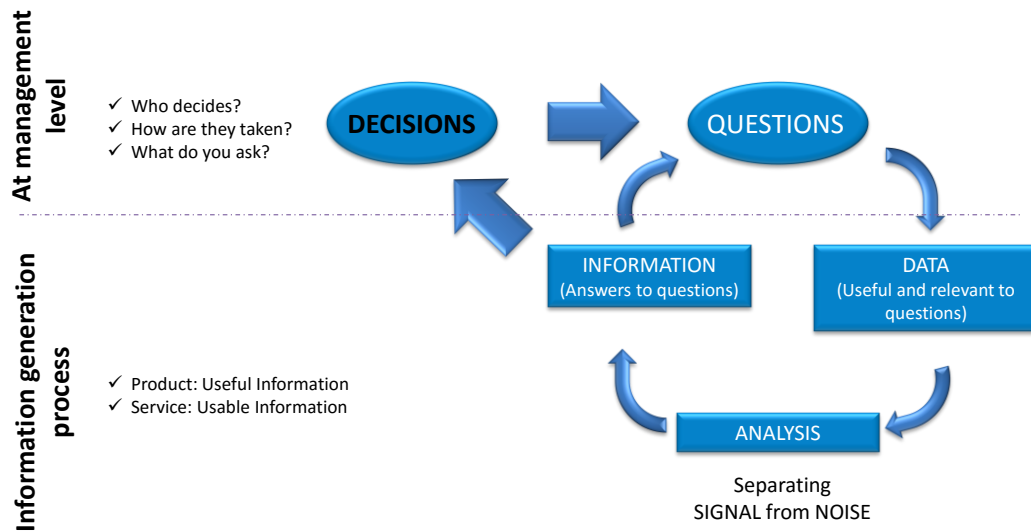 At management
level
✓ Who decides?
✓ How are they taken?
✓ What do you ask?
DECISIONS
QUESTIONS
Information generation
process
INFORMATION
(Answers to questions)
DATA
(Useful and relevant to
questions)
✓ Product: Useful Information
✓ Service: Usable Information
ANALYSIS
Separating
SIGNAL from NOISE